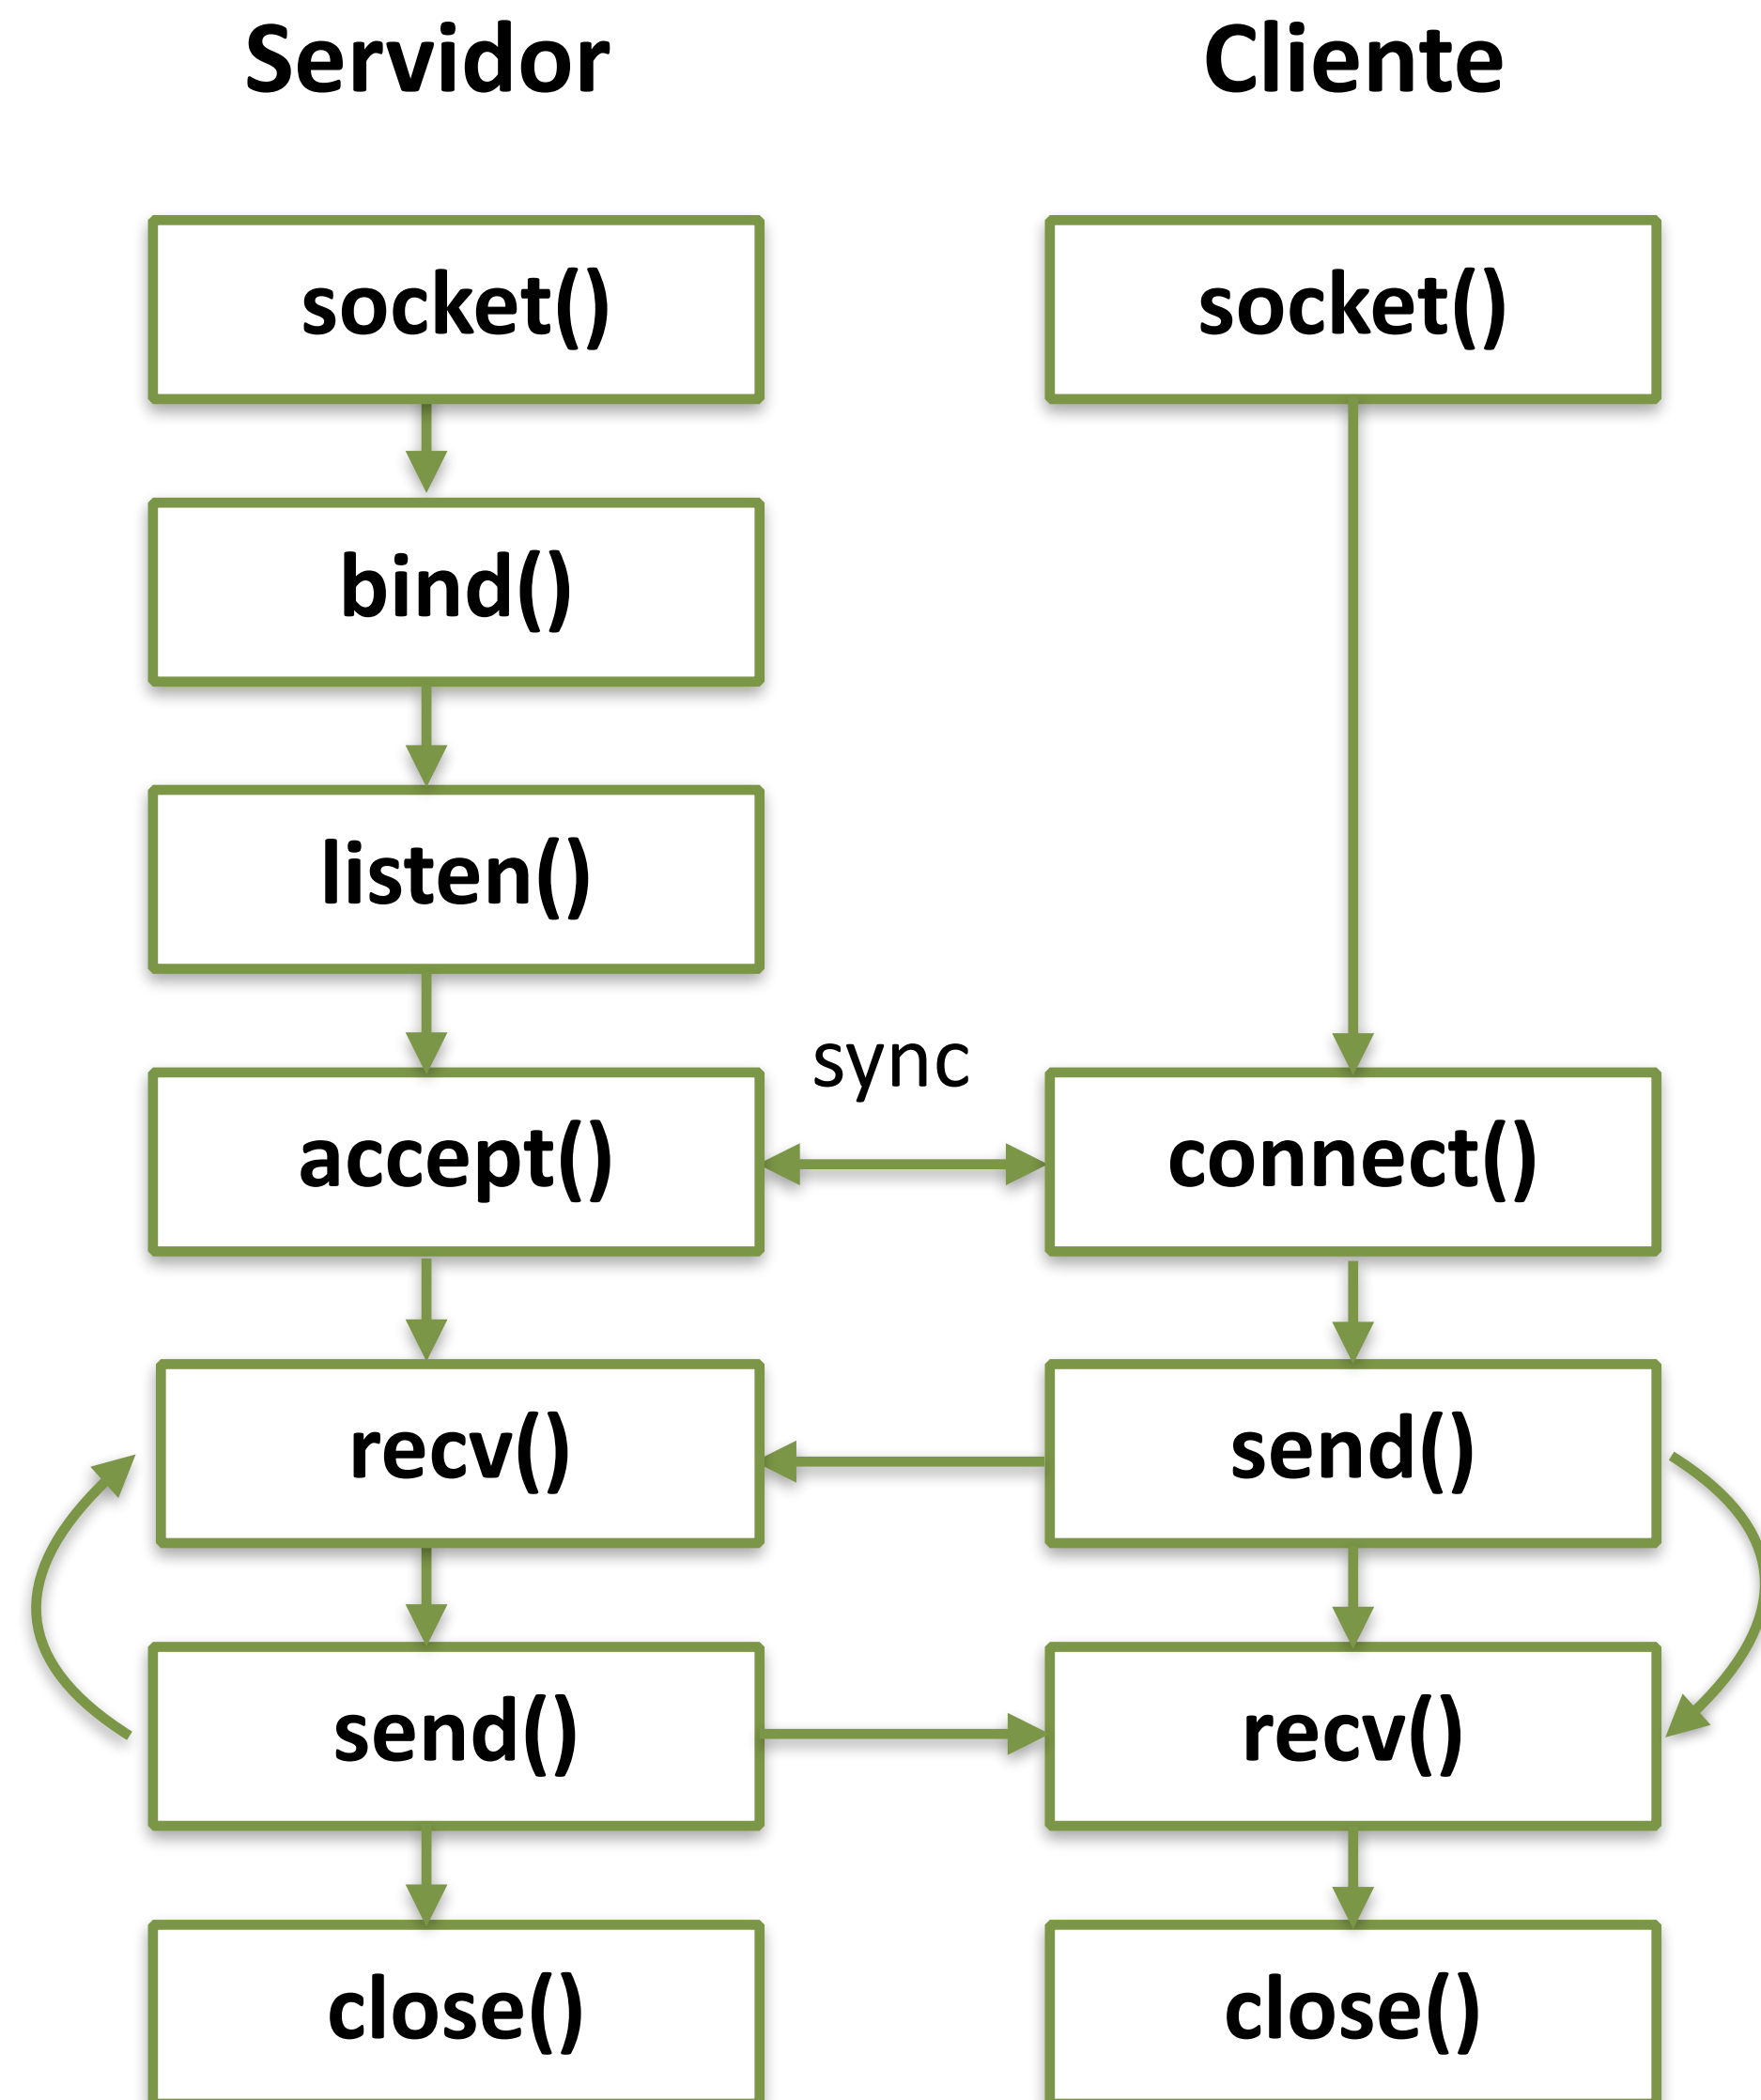 Servidor
Cliente
socket()
socket()
bind()
listen()
sync
accept()
connect()
recv()
send()
send()
recv()
close()
close()